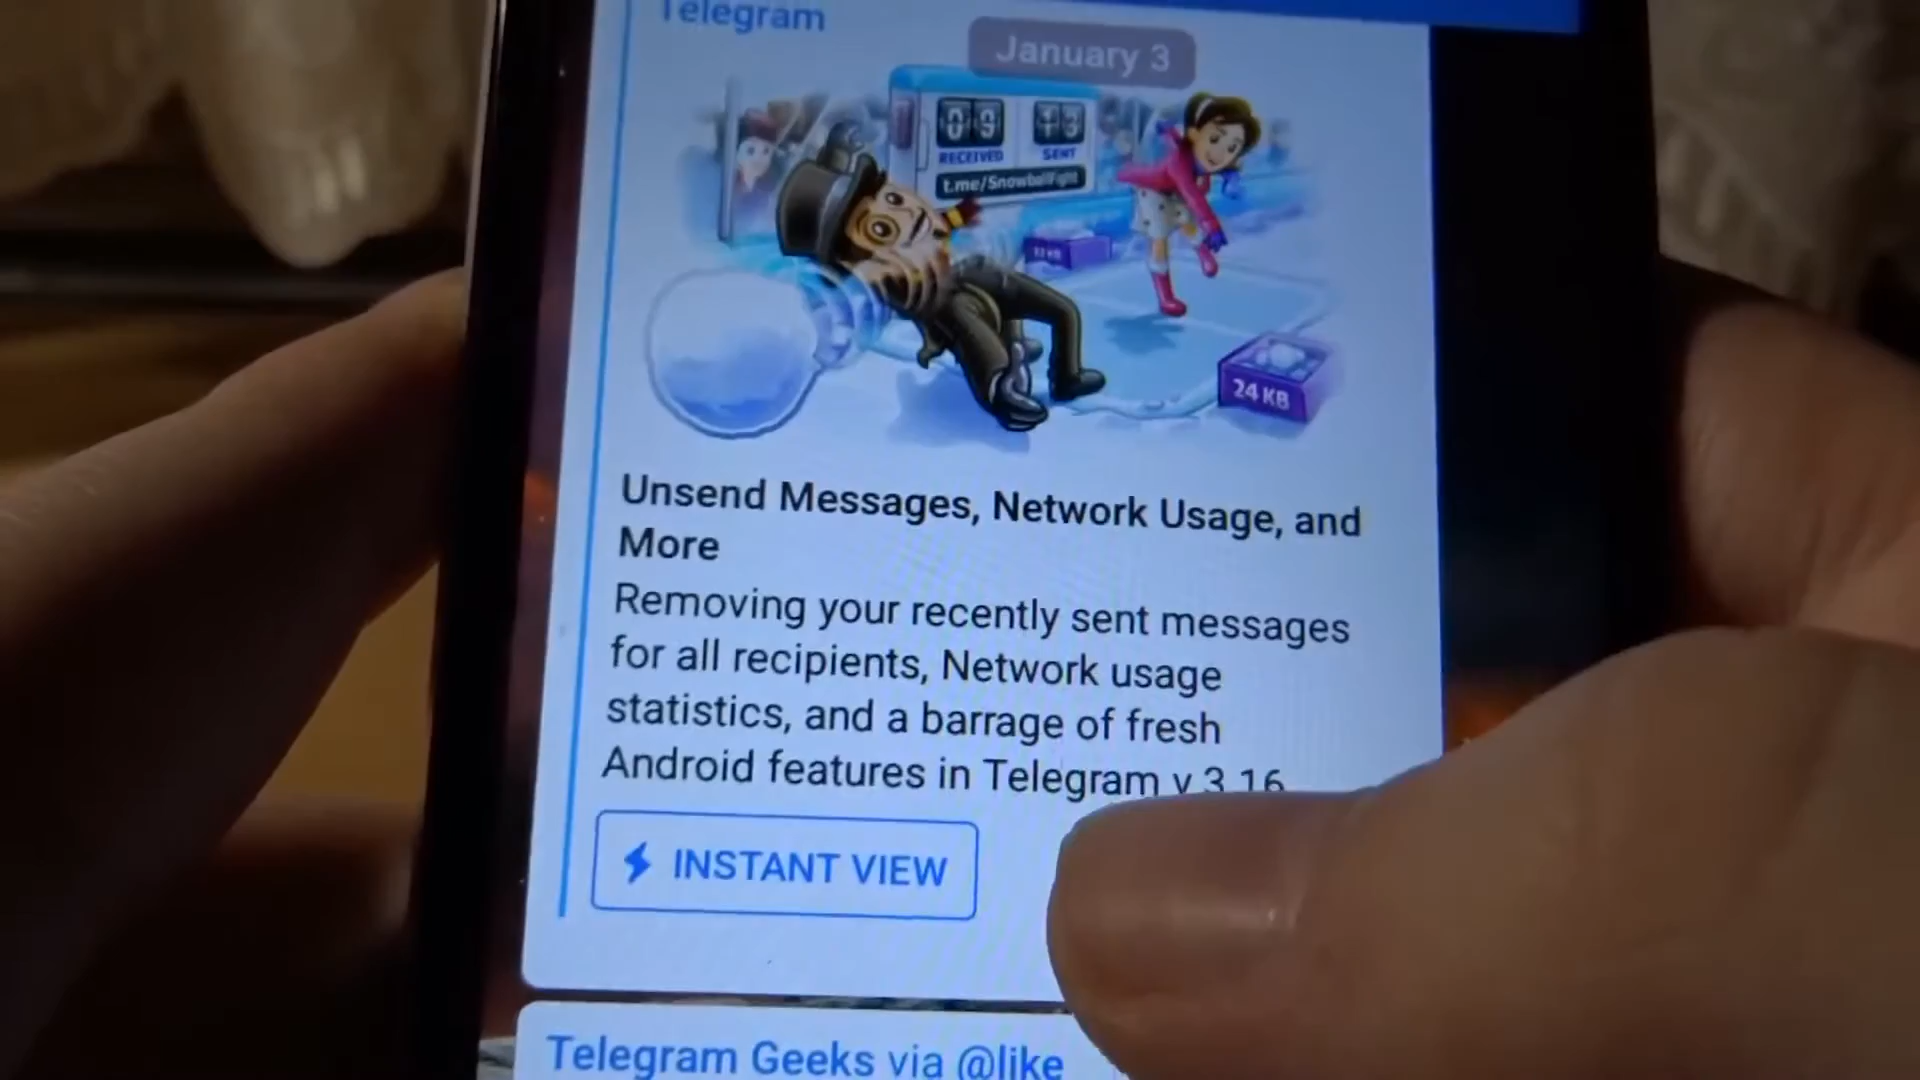 Telegram
January 3
09 13
RECEIVED SENT
t.me/SnowballFight
24 KB
Unsend Messages, Network Usage, and
More
Removing your recently sent messages
for all recipients, Network usage
statistics, and a barrage of fresh
Android features in Telegram v 3.16
INSTANT VIEW
Telegram Geeks via @like